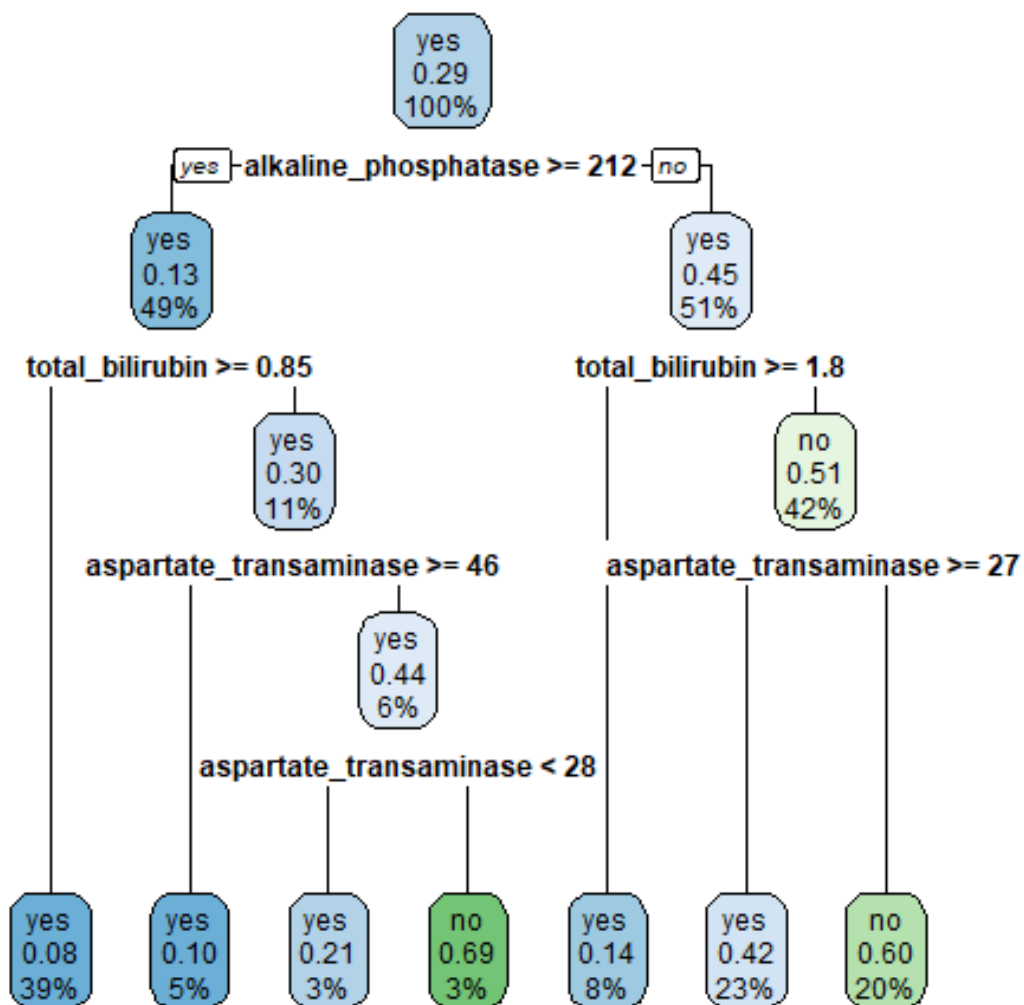 yes
0.29
100%
yes alkaline_phosphatase >= 212 no
yes
0.13
49%
yes
0.45
51%
total_bilirubin >= 0.85
total_bilirubin >= 1.8
yes
0.30
11%
no
0.51
42%
aspartate_transaminase >= 46
aspartate_transaminase >= 27
yes
0.44
6%
aspartate_transaminase < 28
yes
0.08
39%
yes
0.10
5%
yes
0.21
3%
no
0.69
3%
yes
0.14
8%
yes
0.42
23%
no
0.60
20%